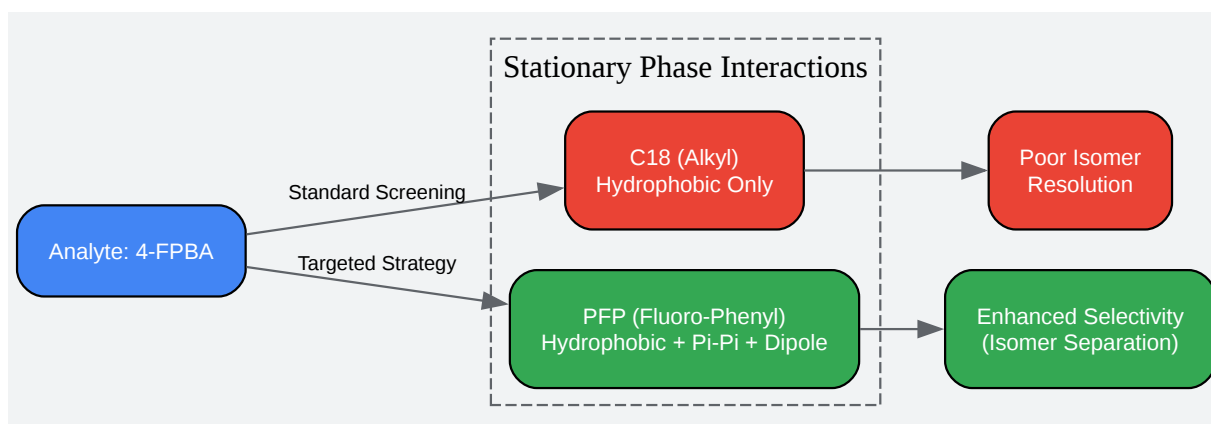 Stationary Phase Interactions
C18 (Alkyl)
Hydrophobic Only
Poor Isomer
Resolution
Standard Screening
Analyte: 4-FPBA
Targeted Strategy
PFP (Fluoro-Phenyl)
Hydrophobic + Pi-Pi + Dipole
Enhanced Selectivity
(Isomer Separation)